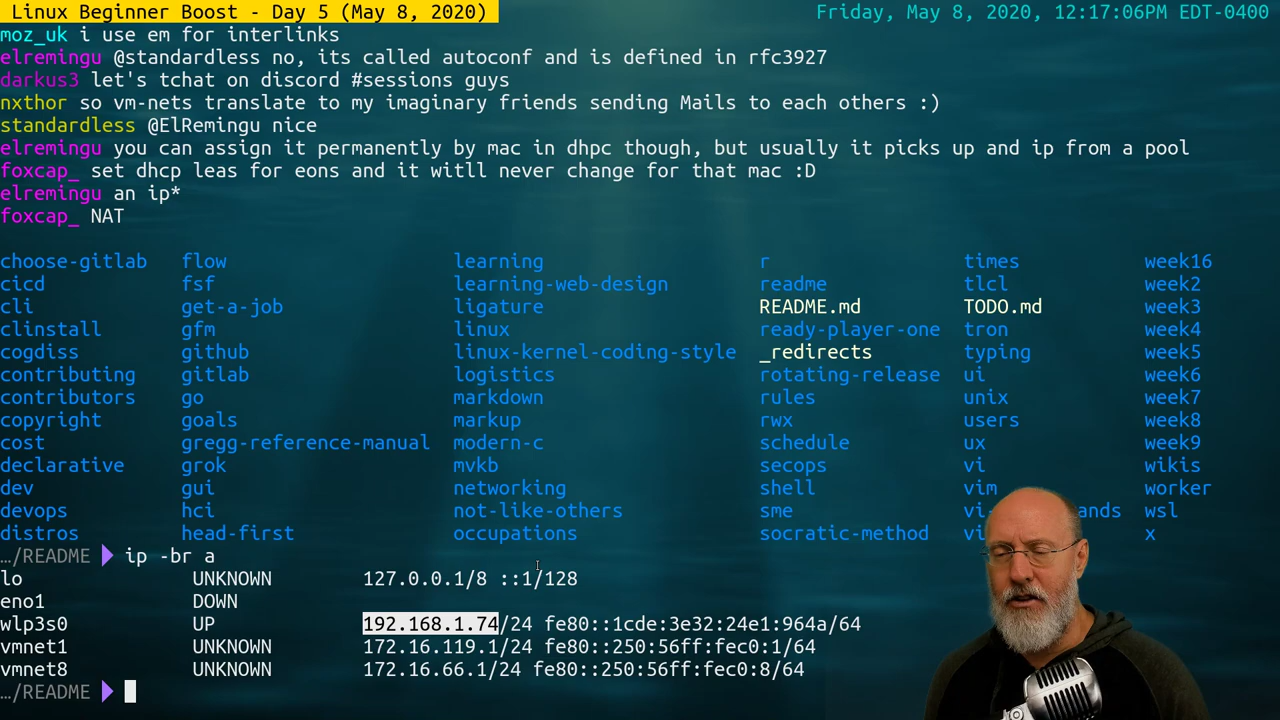 Linux Beginner Boost - Day 5 (May 8, 2020) Friday, May 8, 2020, 12:17:06PM EDT-0400
moz_uk i use em for interlinks
elremingu @standardless no, its called autoconf and is defined in rfc3927
darkus3 let's tchat on discord #sessions guys
nxthor so vm-nets translate to my imaginary friends sending Mails to each others :)
standardless @ElRemingu nice
elremingu you can assign it permanently by mac in dhpc though, but usually it picks up and ip from a pool
foxcap_ set dhcp leas for eons and it witll never change for that mac :D
elremingu an ip*
foxcap_ NAT
choose-gitlab flow learning r times week16
cicd fsf learning-web-design readme tlcl week2
cli get-a-job ligature README.md TODO.md week3
clinstall gfm linux ready-player-one tron week4
cogdiss github linux-kernel-coding-style _redirects typing week5
contributing gitlab logistics rotating-release ui week6
contributors go markdown rules unix week7
copyright goals markup rwx users week8
cost gregg-reference-manual modern-c schedule ux week9
declarative grok mvkb secops vi wikis
dev gui networking shell vim worker
devops hci not-like-others sme ands wsl
distros head-first occupations socratic-method x
…/README ip -br a
lo UNKNOWN 127.0.0.1/8 ::1/128
eno1 DOWN
wlp3s0 UP 192.168.1.74/24 fe80::1cde:3e32:24e1:964a/64
vmnet1 UNKNOWN 172.16.119.1/24 fe80::250:56ff:fec0:1/64
vmnet8 UNKNOWN 172.16.66.1/24 fe80::250:56ff:fec0:8/64
…/README